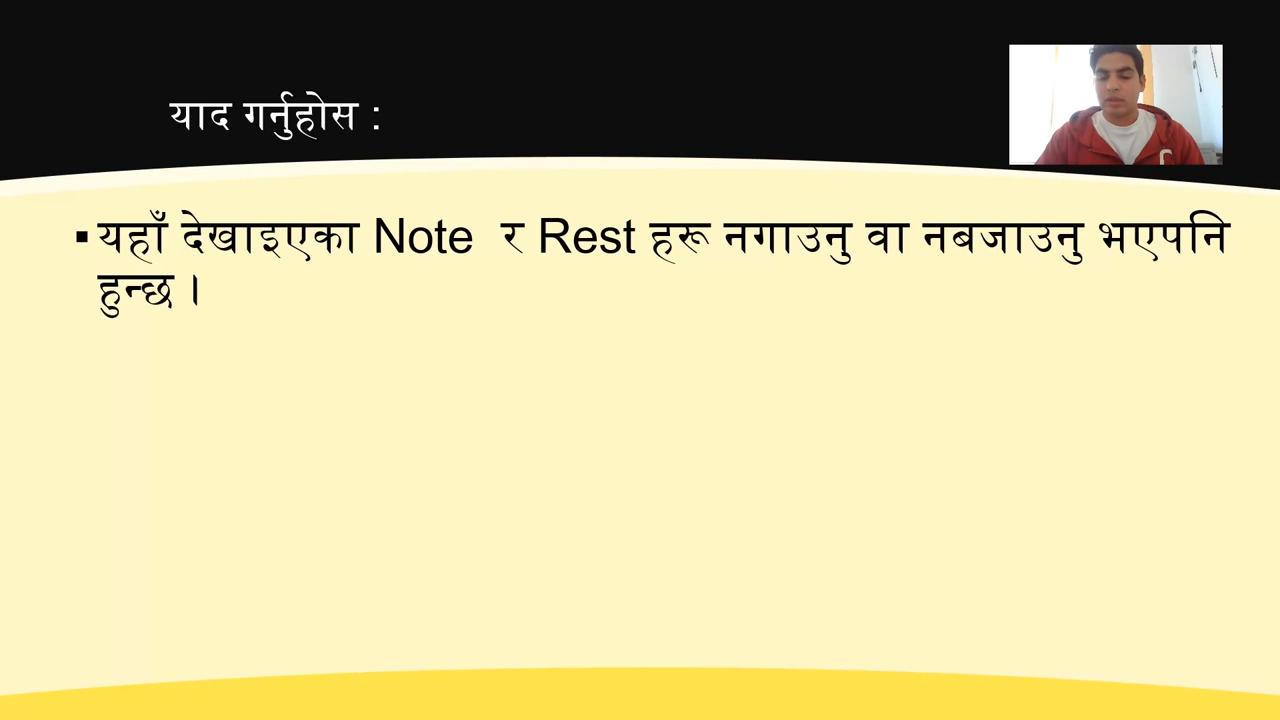 याद गर्नुहोस :
▪ यहाँ देखाइएका Note र Rest हरू नगाउनु वा नबजाउनु भएपनि
हुन्छ ।